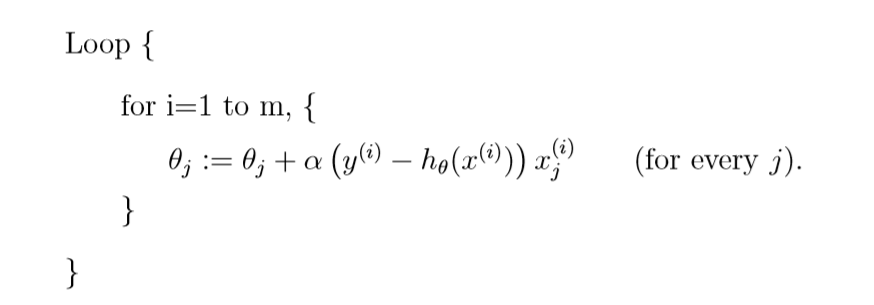 Loop {
for i=1 to m, {
θ_j := θ_j + α (y^{(i)} − h_θ(x^{(i)})) x_j^{(i)} (for every j).
}
}